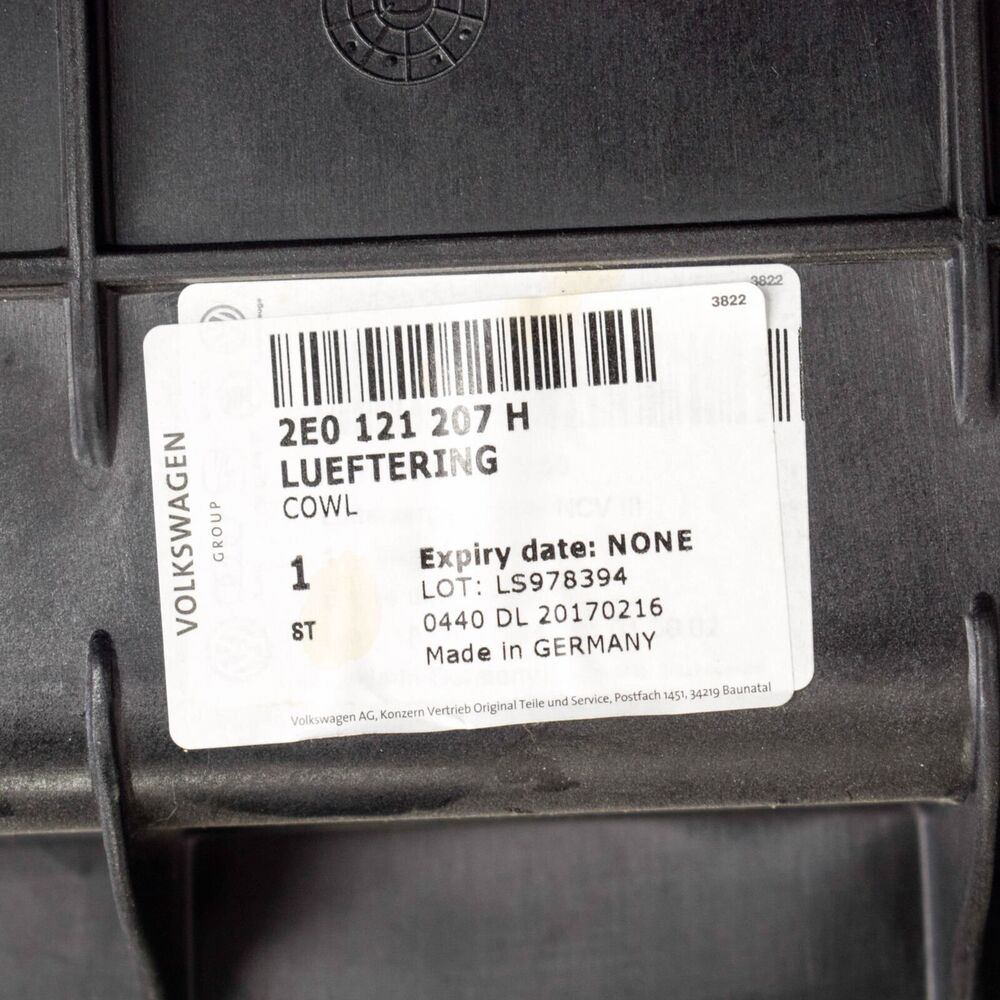 3822
3822
VOLKSWAGEN
GROUP
2E0 121 207 H
LUEFTERING
COWL
1
ST
Expiry date: NONE
LOT: LS978394
0440 DL 20170216
Made in GERMANY
Volkswagen AG, Konzern Vertrieb Original Teile und Service, Postfach 1451, 34219 Baunatal